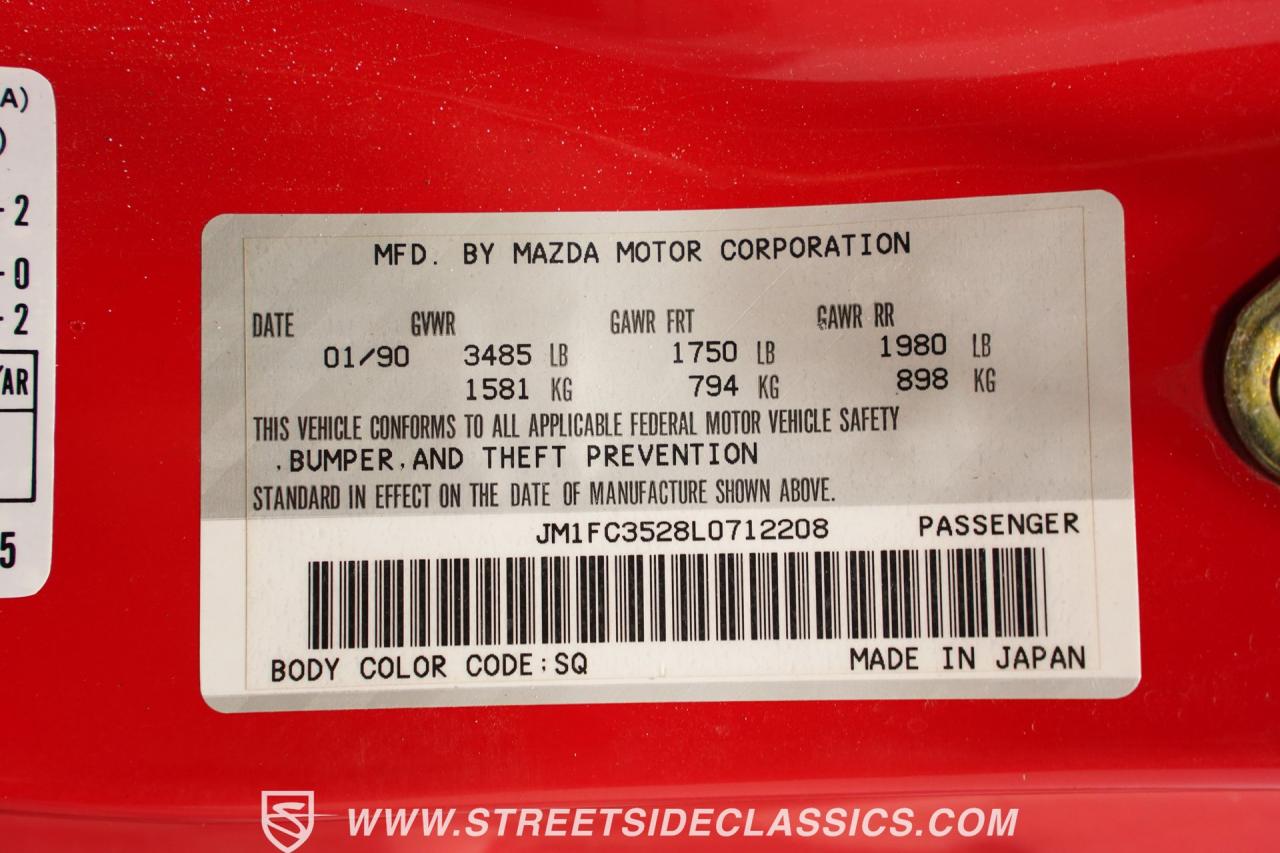 A)
)
- 2
- 0
- 2
/AR
5
MFD. BY MAZDA MOTOR CORPORATION
DATE GVWR GAWR FRT GAWR RR
01/90 3485 LB 1750 LB 1980 LB
1581 KG 794 KG 898 KG
THIS VEHICLE CONFORMS TO ALL APPLICABLE FEDERAL MOTOR VEHICLE SAFETY
,BUMPER,AND THEFT PREVENTION
STANDARD IN EFFECT ON THE DATE OF MANUFACTURE SHOWN ABOVE.
JM1FC3528L0712208 PASSENGER
BODY COLOR CODE:SQ MADE IN JAPAN
WWW.STREETSIDECLASSICS.COM